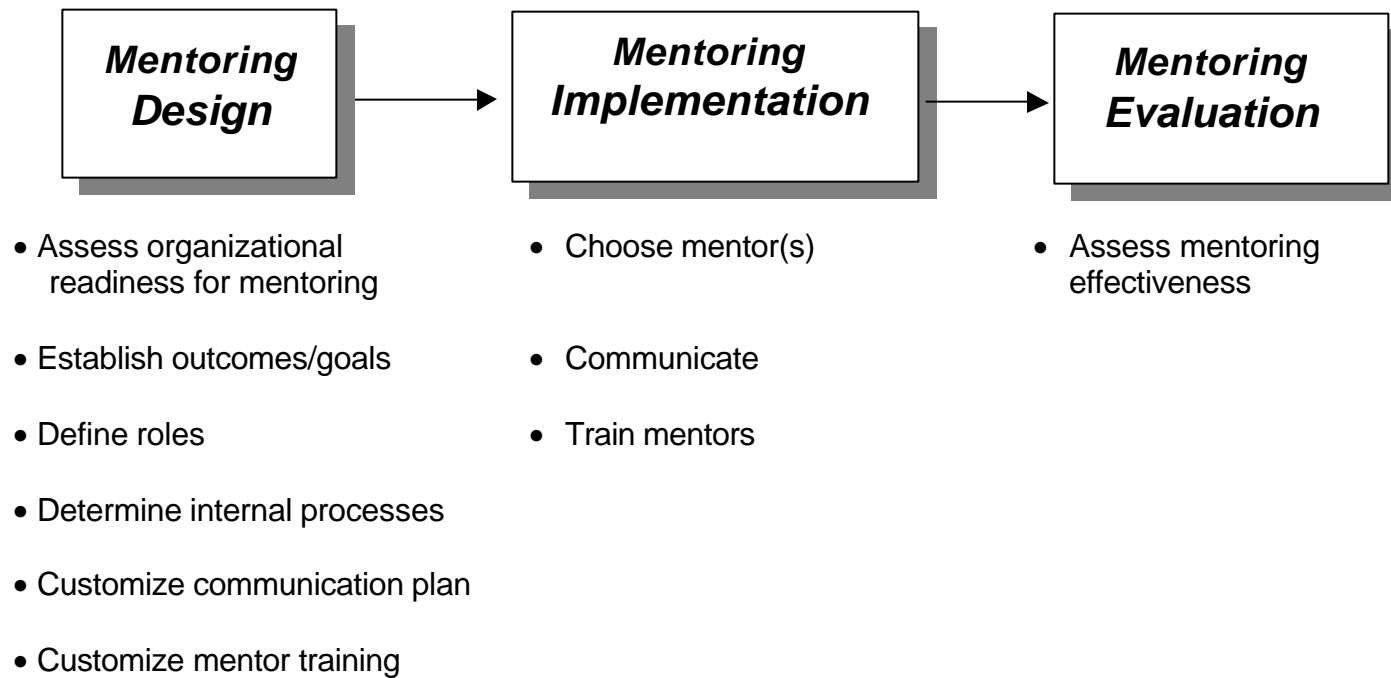 Mentoring
Design
Mentoring
Implementation
Mentoring
Evaluation
• Assess organizational
readiness for mentoring
• Establish outcomes/goals
• Define roles
• Determine internal processes
• Customize communication plan
• Customize mentor training
• Choose mentor(s)
• Communicate
• Train mentors
• Assess mentoring
effectiveness